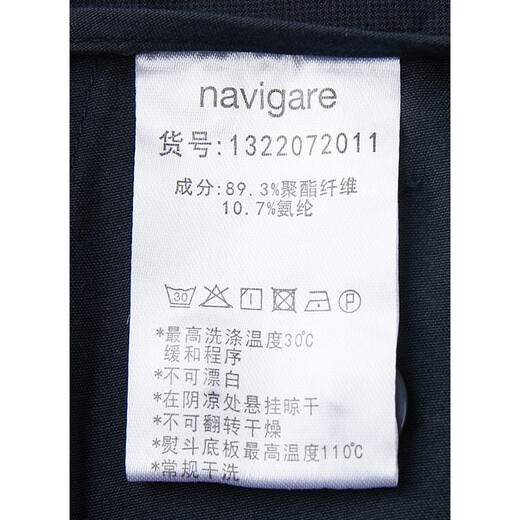 navigare
货号:1322072011
成分:89.3%聚酯纤维
10.7%氨纶
30 P
*最高洗涤温度30℃
缓和程序
*不可漂白
*在阴凉处悬挂晾干
*不可翻转干燥
*熨斗底板最高温度110℃
*常规干洗